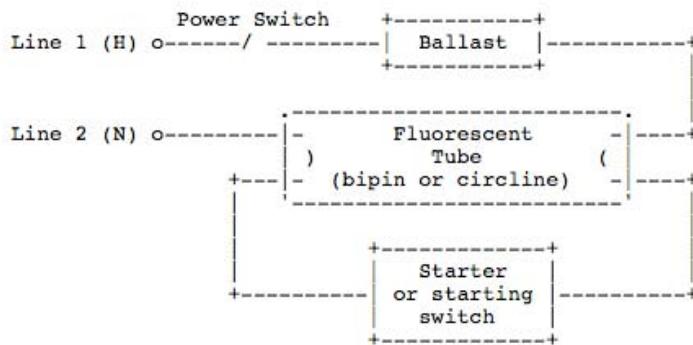 Power Switch
Line 1 (H)
Ballast
Line 2 (N)
Fluorescent
Tube
(bipin or circline)
Starter
or starting
switch